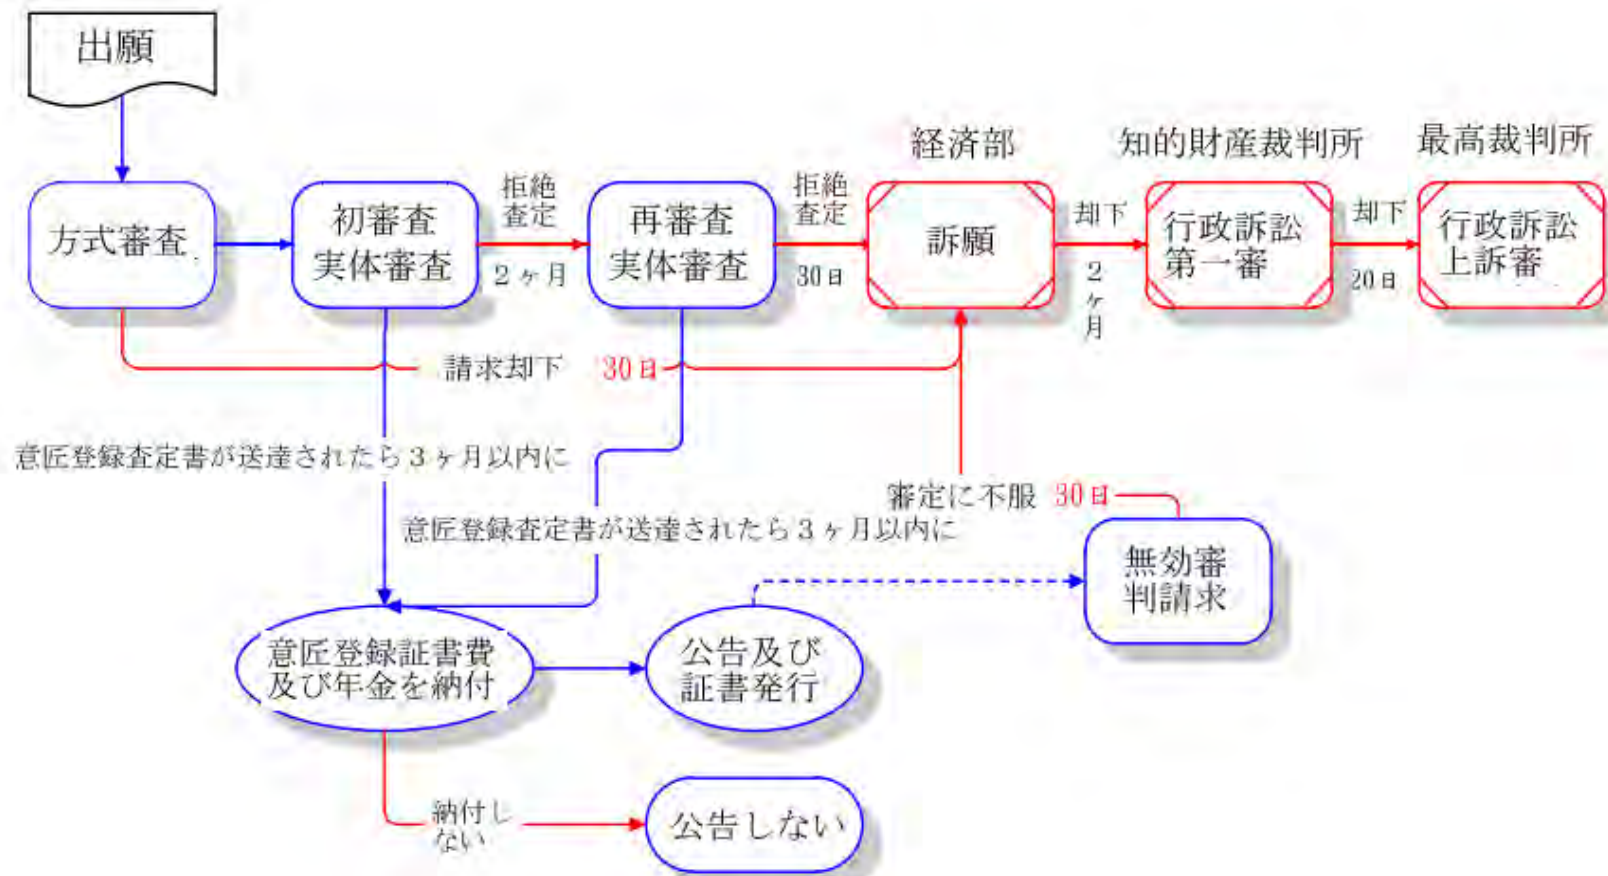 出願
経済部
知的財産裁判所
最高裁判所
方式審査
初審査
実体審査
拒絶
査定
2ヶ月
再審査
実体審査
拒絶
査定
30日
訴願
却下
2ヶ月
行政訴訟
第一審
却下
20日
行政訴訟
上訴審
請求却下 30日
意匠登録査定書が送達されたら3ヶ月以内に
審定に不服 30日
意匠登録査定書が送達されたら3ヶ月以内に
無効審
判請求
意匠登録証書費
及び年金を納付
公告及び
証書発行
納付し
ない
公告しない